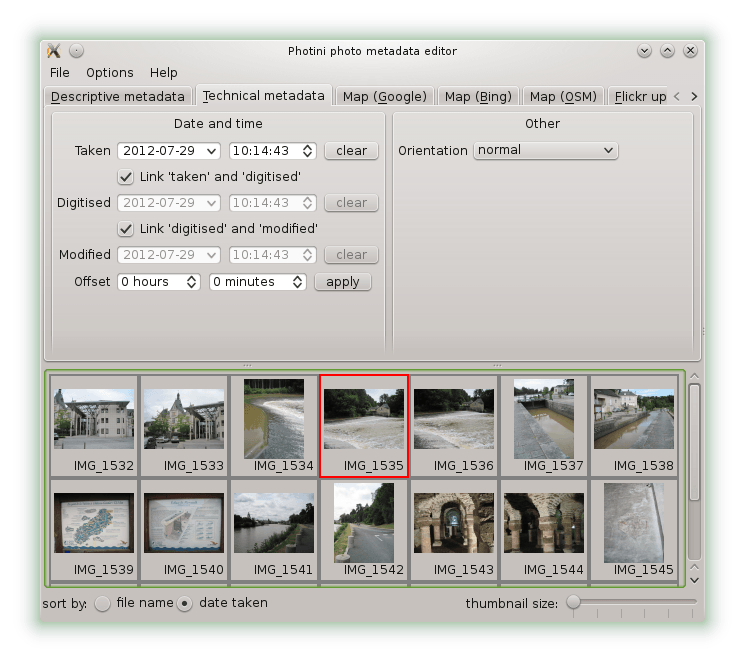 Photini photo metadata editor
File Options Help
Descriptive metadata Technical metadata Map (Google) Map (Bing) Map (OSM) Flickr up
Date and time
Taken 2012-07-29 10:14:43 clear
Link 'taken' and 'digitised'
Digitised 2012-07-29 10:14:43 clear
Link 'digitised' and 'modified'
Modified 2012-07-29 10:14:43 clear
Offset 0 hours 0 minutes apply
Other
Orientation normal
IMG_1532 IMG_1533 IMG_1534 IMG_1535 IMG_1536 IMG_1537 IMG_1538
IMG_1539 IMG_1540 IMG_1541 IMG_1542 IMG_1543 IMG_1544 IMG_1545
sort by: file name date taken thumbnail size: